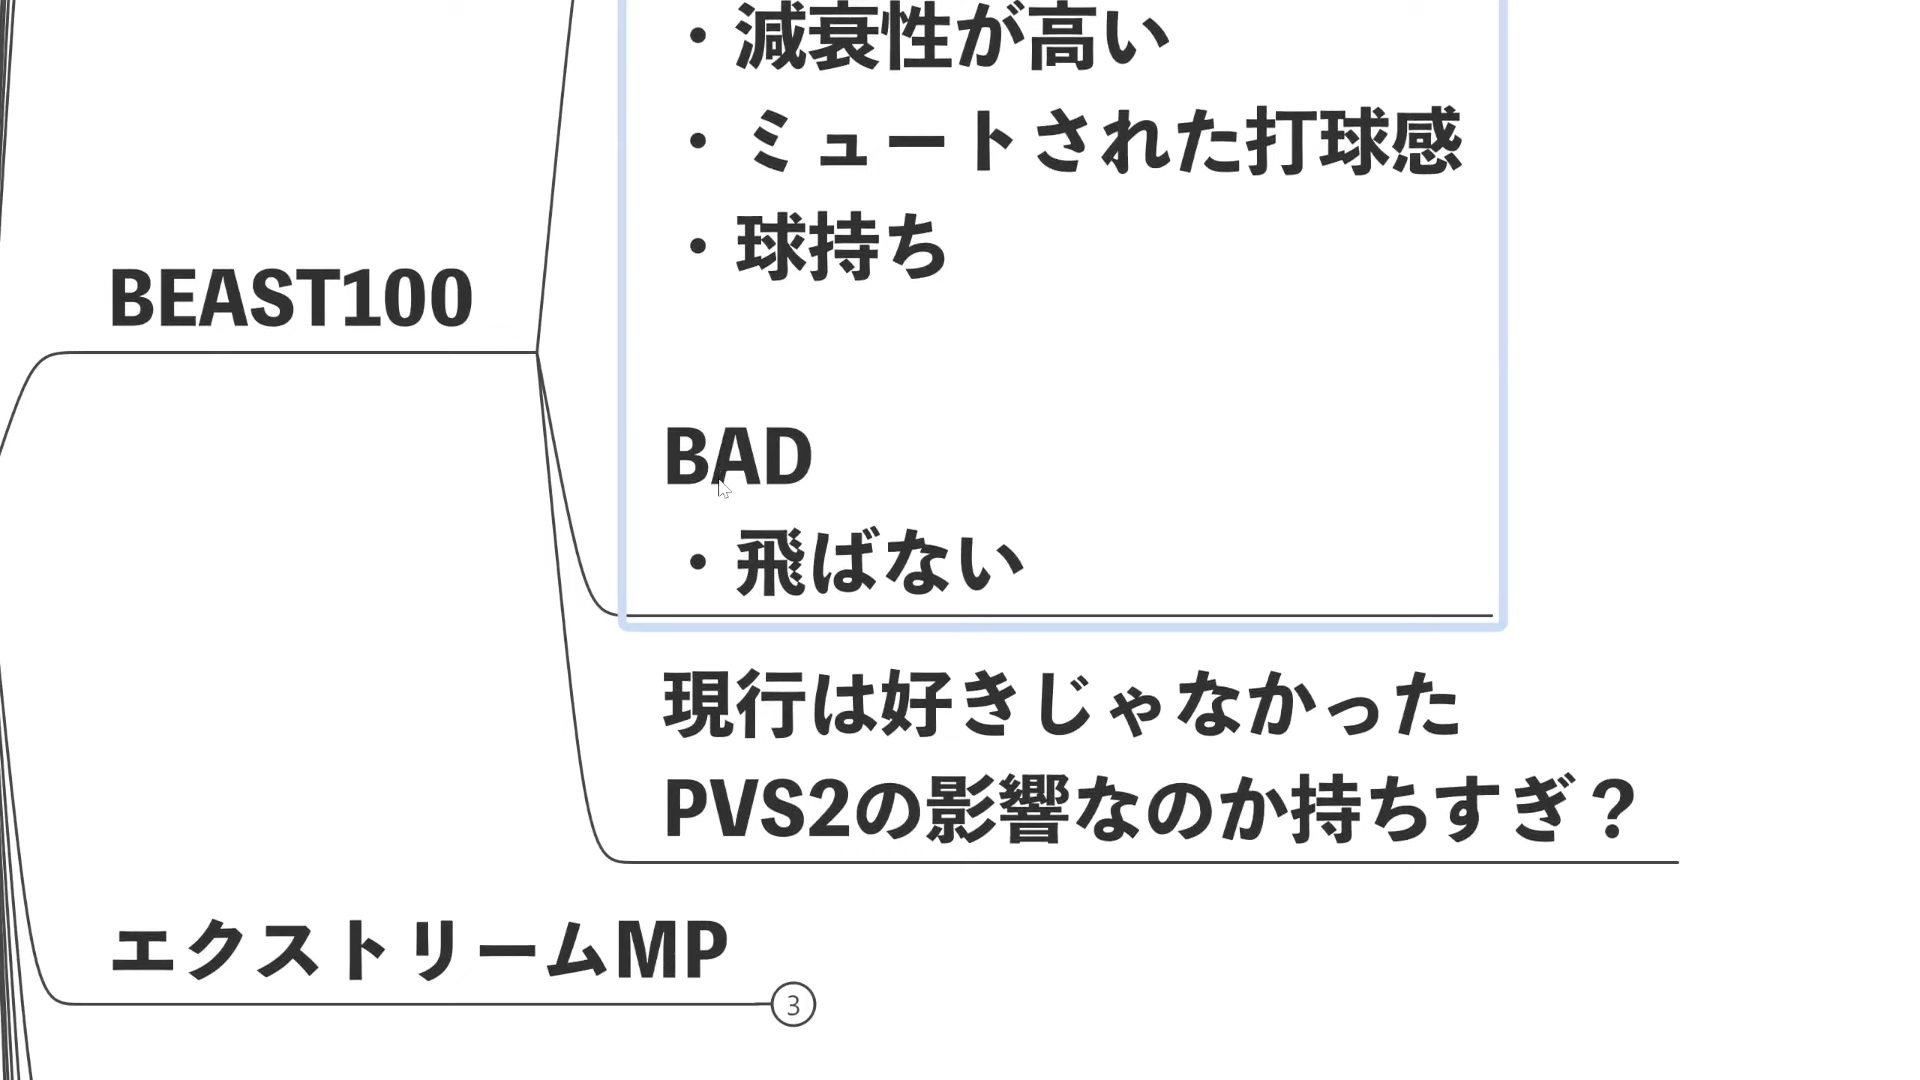 ・減衰性が高い
・ミュートされた打球感
・球持ち
BEAST100
BAD
・飛ばない
現行は好きじゃなかった
PVS2の影響なのか持ちすぎ？
エクストリームMP
3